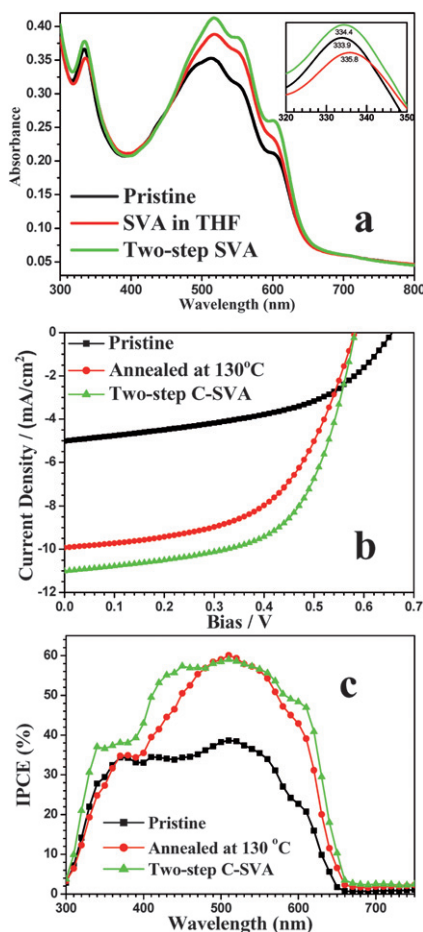 0.40
0.35
0.30
0.25
0.20
0.15
0.10
0.05
Absorbance
334.4
333.9
335.8
320 330 340 350
Pristine
SVA in THF
Two-step SVA
a
300 400 500 600 700 800
Wavelength (nm)
0
-2
-4
-6
-8
-10
-12
Current Density / (mA/cm²)
Pristine
Annealed at 130°C
Two-step C-SVA
b
0.0 0.1 0.2 0.3 0.4 0.5 0.6 0.7
Bias / V
60
50
40
30
20
10
0
IPCE (%)
c
Pristine
Annealed at 130 °C
Two-step C-SVA
300 400 500 600 700
Wavelength (nm)